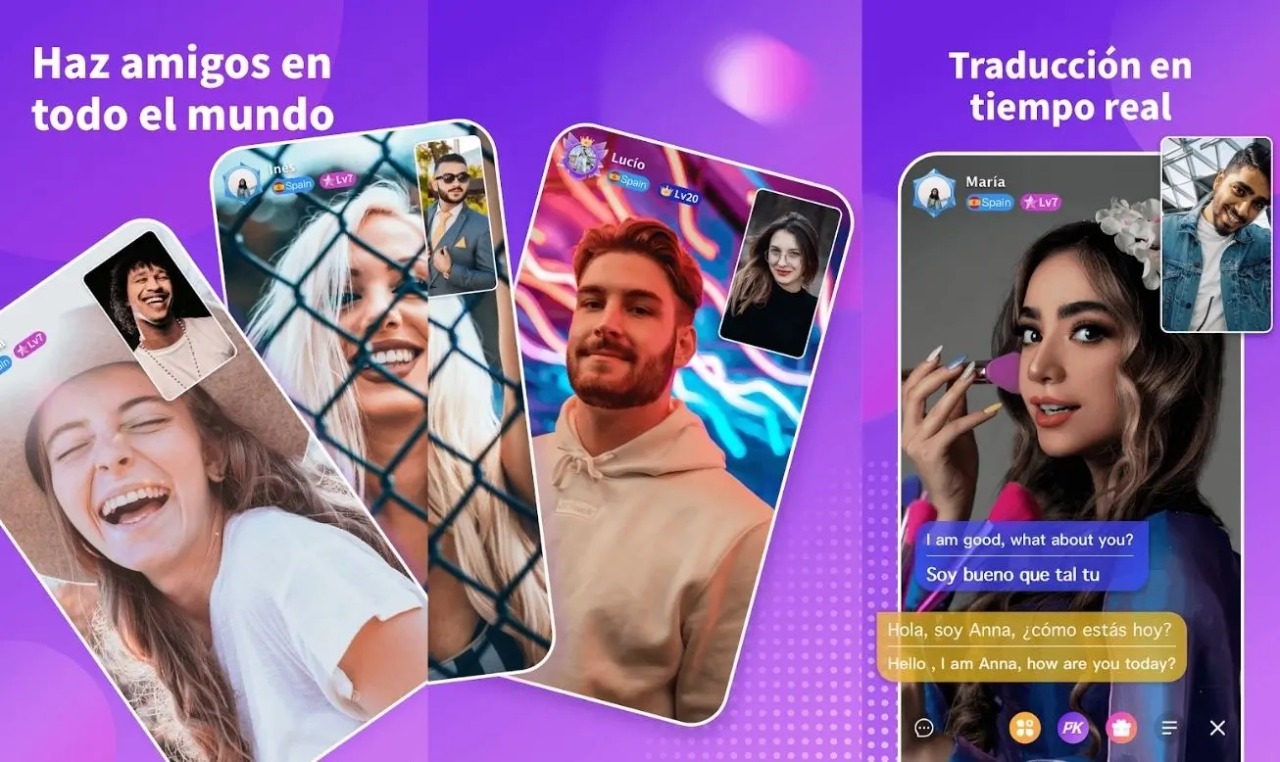 Haz amigos en
todo el mundo
Lv7
Inés
Spain
Lv7
Lucío
Spain
Lv20
Traducción en
tiempo real
María
Spain
Lv7
I am good, what about you?
Soy bueno que tal tu
Hola, soy Anna, ¿cómo estás hoy?
Hello , I am Anna, how are you today?
PK